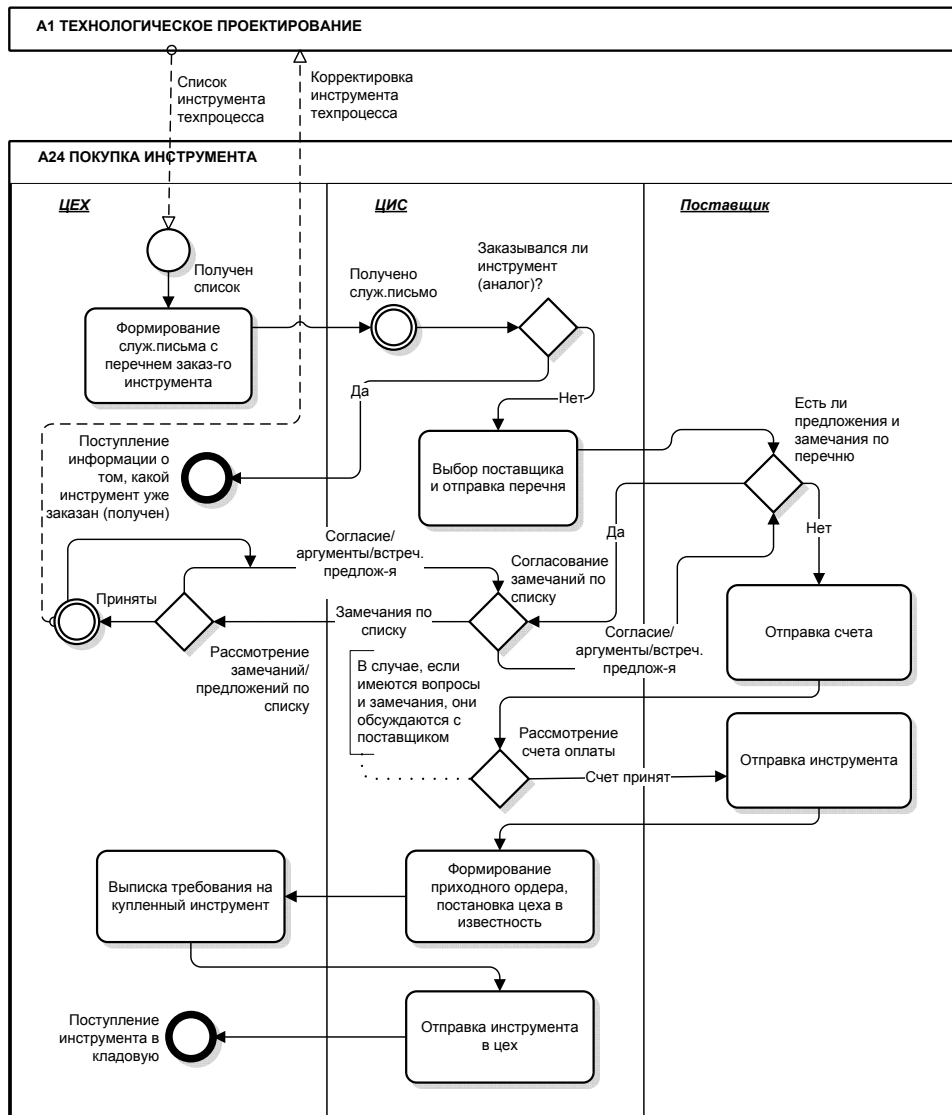 А1 ТЕХНОЛОГИЧЕСКОЕ ПРОЕКТИРОВАНИЕ
Список
инструмента
техпроцесса
Корректировка
инструмента
техпроцесса
А24 ПОКУПКА ИНСТРУМЕНТА
ЦЕХ
ЦИС
Поставщик
Получен
список
Получено
служ.письмо
Заказывался ли
инструмент
(аналог)?
Формирование
служ.письма с
перечнем заказ-го
инструмента
Да
Нет
Поступление
информации о
том, какой
инструмент уже
заказан (получен)
Выбор поставщика
и отправка перечня
Есть ли
предложения и
замечания по
перечню
Да
Нет
Согласие/
аргументы/встреч.
предлож-я
Согласование
замечаний по
списку
Приняты
Замечания по
списку
Рассмотрение
замечаний/
предложений по
списку
Согласие/
аргументы/встреч.
предлож-я
Отправка счета
В случае, если
имеются вопросы
и замечания, они
обсуждаются с
поставщиком
Рассмотрение
счета оплаты
Счет принят
Отправка инструмента
Выписка требования на
купленный инструмент
Формирование
приходного ордера,
постановка цеха в
известность
Поступление
инструмента в
кладовую
Отправка инструмента
в цех